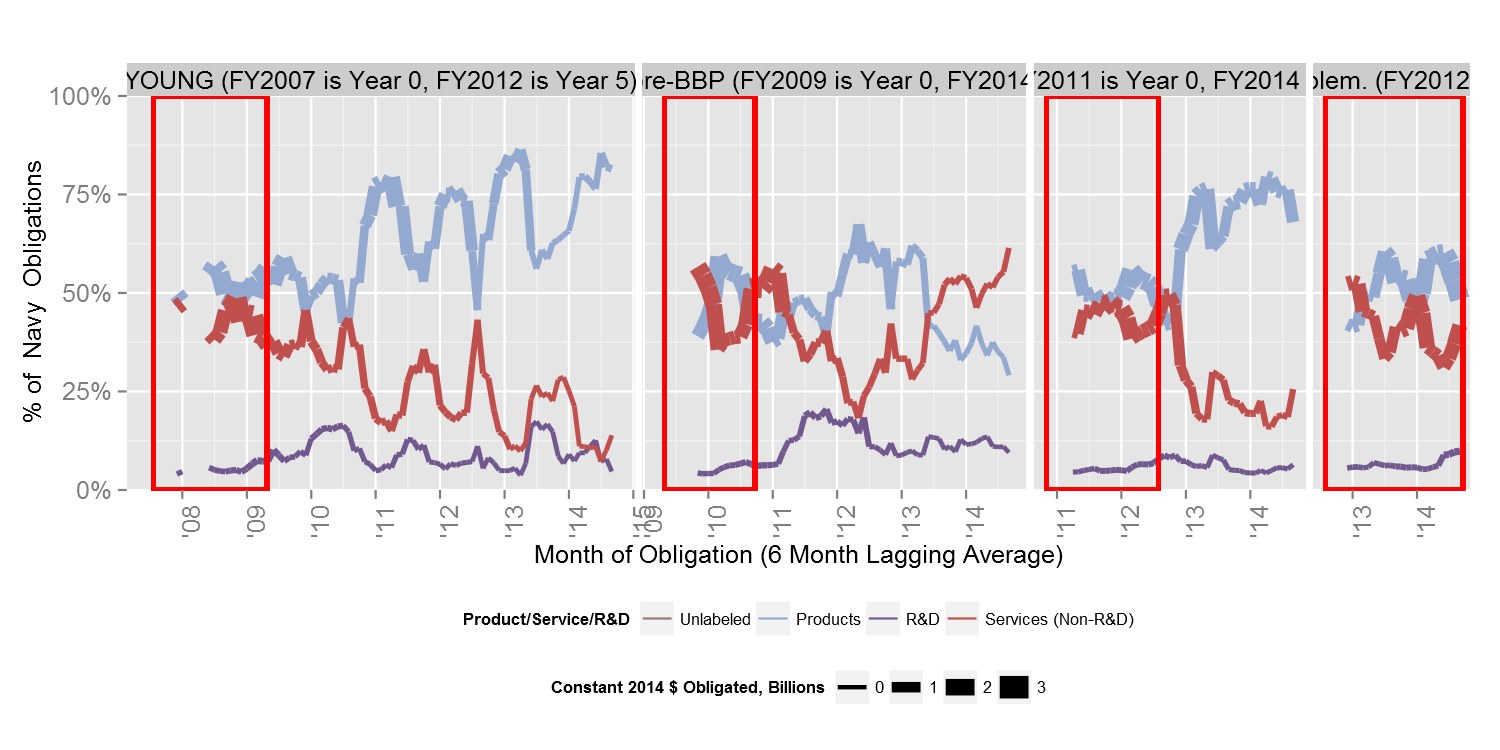 YOUNG (FY2007 is Year 0, FY2012 is Year 5)
re-BBP (FY2009 is Year 0, FY2014
2011 is Year 0, FY2014
lem. (FY2012
100%
75%
50%
25%
0%
% of Navy Obligations
'08 '09 '10 '11 '12 '13 '14 '15
'09 '10 '11 '12 '13 '14
'11 '12 '13 '14
'13 '14
Month of Obligation (6 Month Lagging Average)
Product/Service/R&D Unlabeled Products R&D Services (Non-R&D)
Constant 2014 $ Obligated, Billions 0 1 2 3